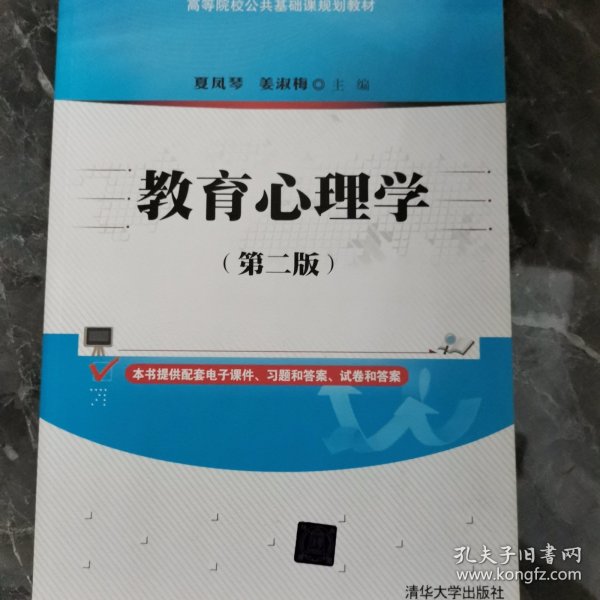 高等院校公共基础课规划教材
夏凤琴 姜淑梅◎主 编
教育心理学
（第二版）
本书提供配套电子课件、习题和答案、试卷和答案
清华大学出版社
孔夫子旧书网
www.kongfz.com